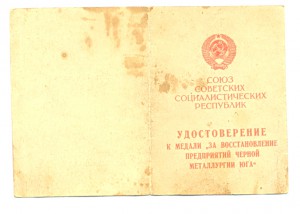 СОЮЗ
СОВЕТСКИХ
СОЦИАЛИСТИЧЕСКИХ
РЕСПУБЛИК
УДОСТОВЕРЕНИЕ
К МЕДАЛИ „ЗА ВОССТАНОВЛЕНИЕ
ПРЕДПРИЯТИЙ ЧЕРНОЙ
МЕТАЛЛУРГИИ ЮГА“